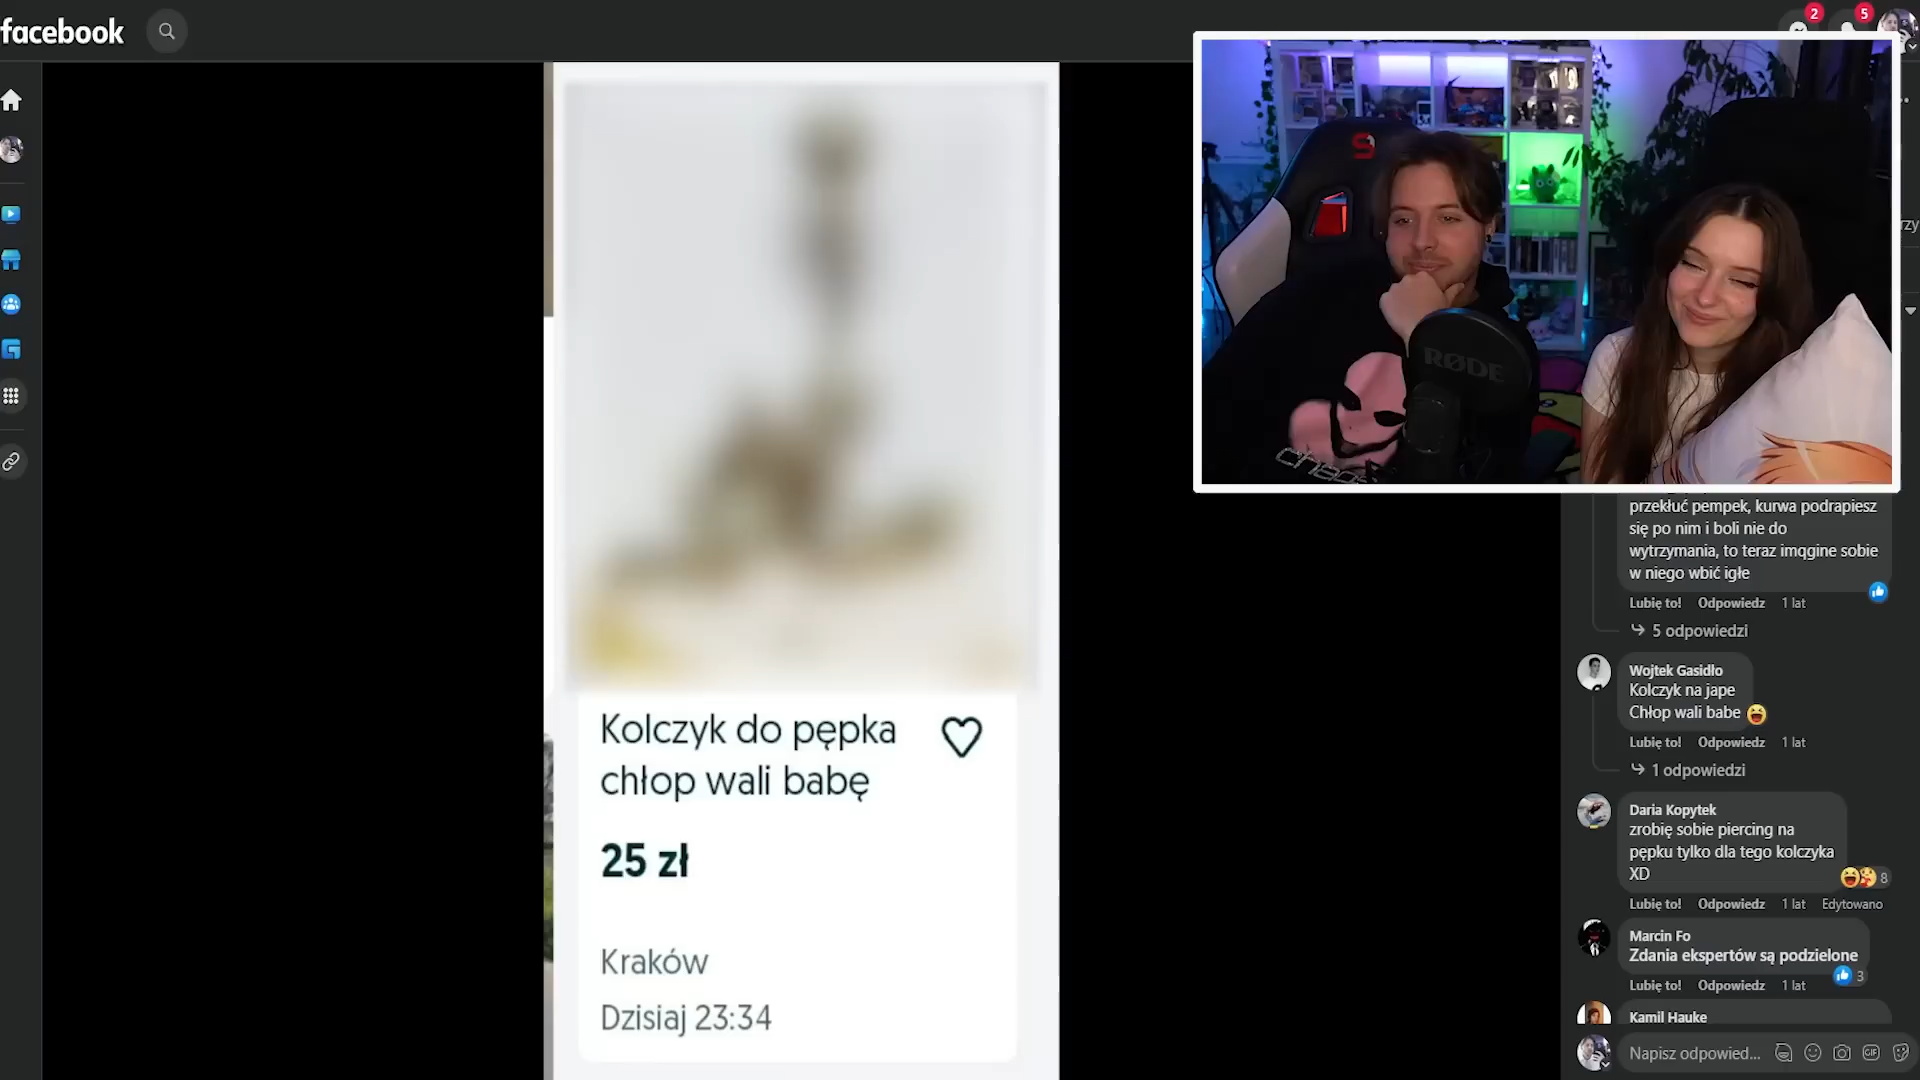 facebook
2
5
S
RØDE
chaos
Kolczyk do pępka
chłop wali babę
25 zł
Kraków
Dzisiaj 23:34
przekłuć pempek, kurwa podrapiesz
się po nim i boli nie do
wytrzymania, to teraz imqgine sobie
w niego wbić igłe
Lubię to! Odpowiedz 1 lat
5 odpowiedzi
Wojtek Gasidło
Kolczyk na jape
Chłop wali babe
Lubię to! Odpowiedz 1 lat
1 odpowiedzi
Daria Kopytek
zrobię sobie piercing na
pępku tylko dla tego kolczyka
XD
8
Lubię to! Odpowiedz 1 lat Edytowano
Marcin Fo
Zdania ekspertów są podzielone
3
Lubię to! Odpowiedz 1 lat
Kamil Hauke
Napisz odpowied...
GIF